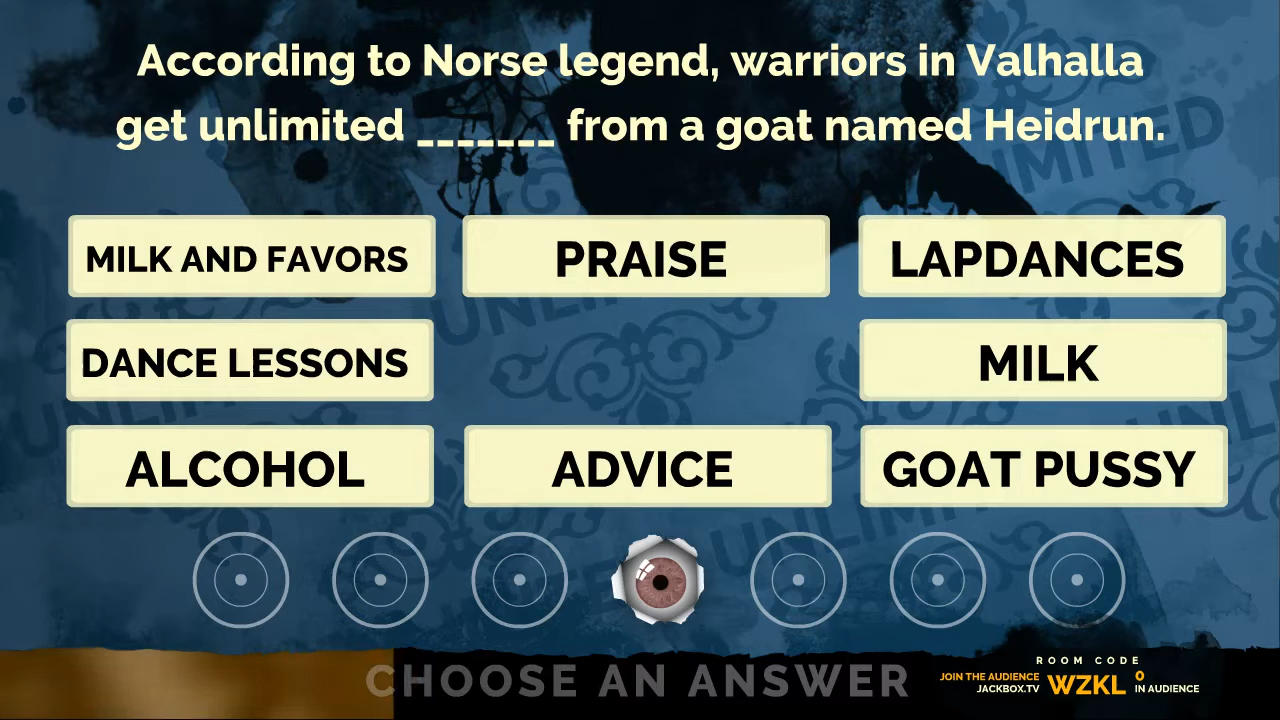 According to Norse legend, warriors in Valhalla
get unlimited _______ from a goat named Heidrun.
MILK AND FAVORS
PRAISE
LAPDANCES
DANCE LESSONS
MILK
ALCOHOL
ADVICE
GOAT PUSSY
CHOOSE AN ANSWER
ROOM CODE
JOIN THE AUDIENCE
JACKBOX.TV
WZKL
0
IN AUDIENCE